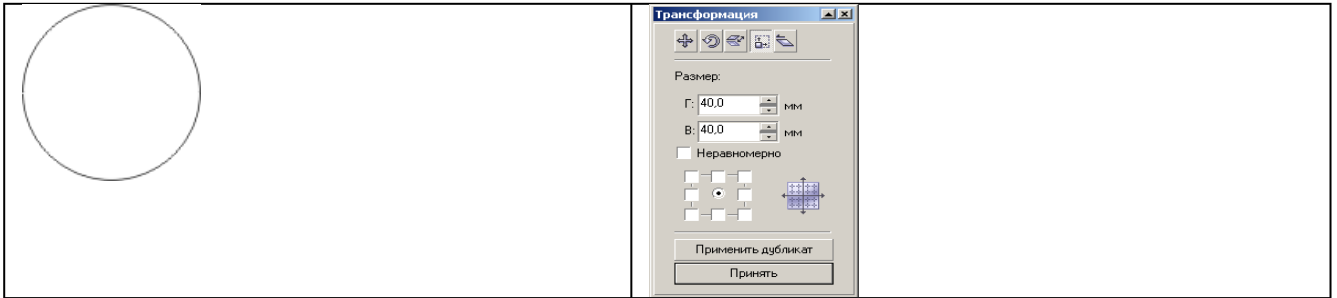 Трансформация
Размер:
Г: 40,0 мм
В: 40,0 мм
Неравномерно
Применить дубликат
Принять